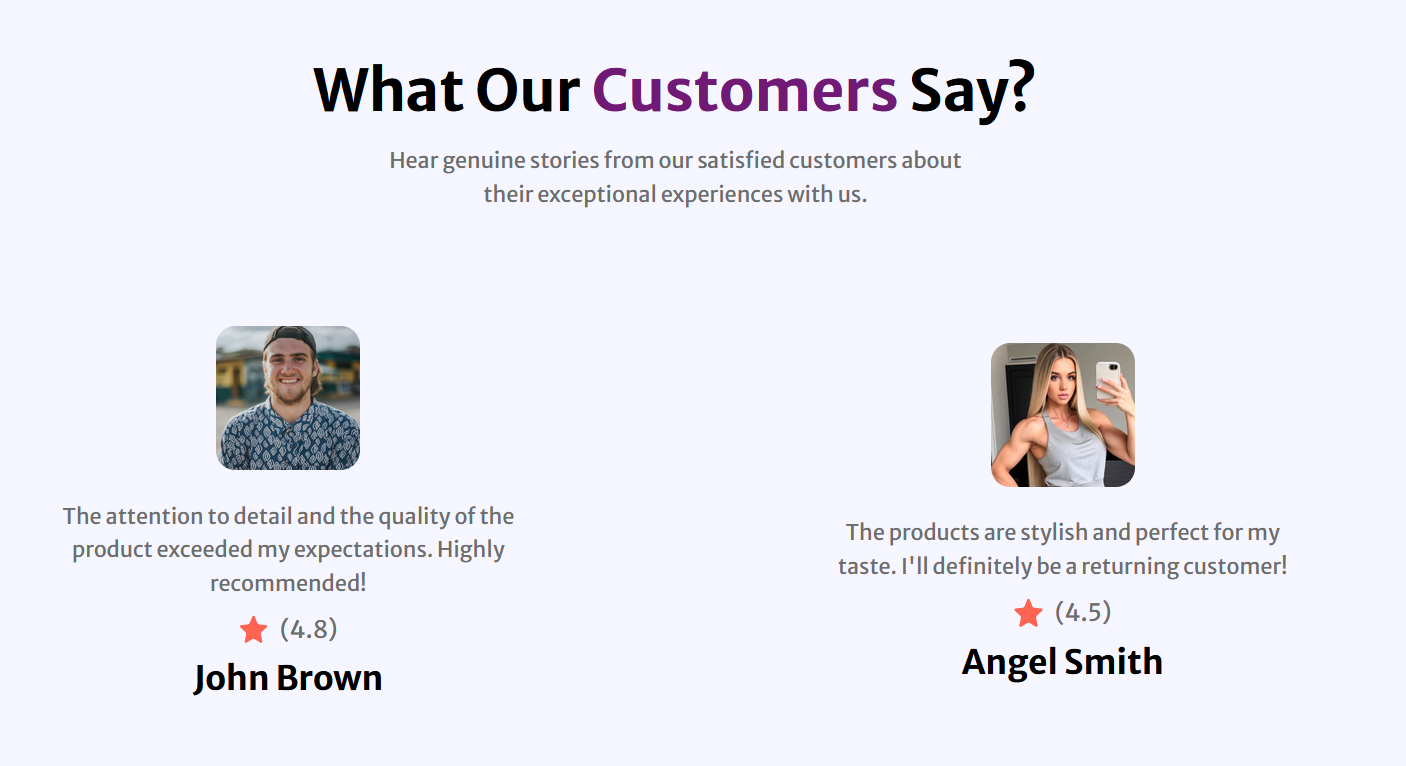 What Our Customers Say?
Hear genuine stories from our satisfied customers about
their exceptional experiences with us.
The attention to detail and the quality of the
product exceeded my expectations. Highly
recommended!
(4.8)
John Brown
The products are stylish and perfect for my
taste. I'll definitely be a returning customer!
(4.5)
Angel Smith